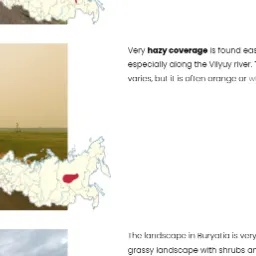 Very hazy coverage is found eas
especially along the Vilyuy river.
varies, but it is often orange or w
The landscape in Buryatia is very
grassy landscape with shrubs an